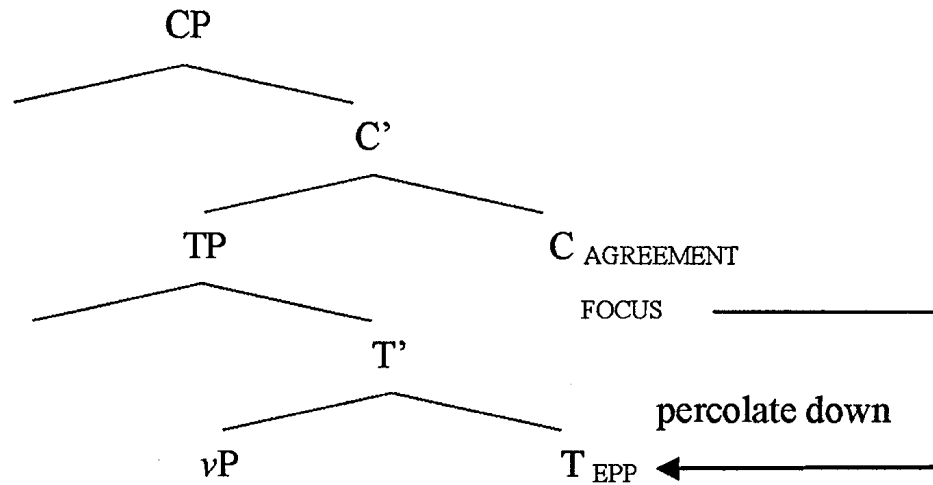 CP
C’
TP C AGREEMENT
FOCUS
T’
percolate down
vP T EPP